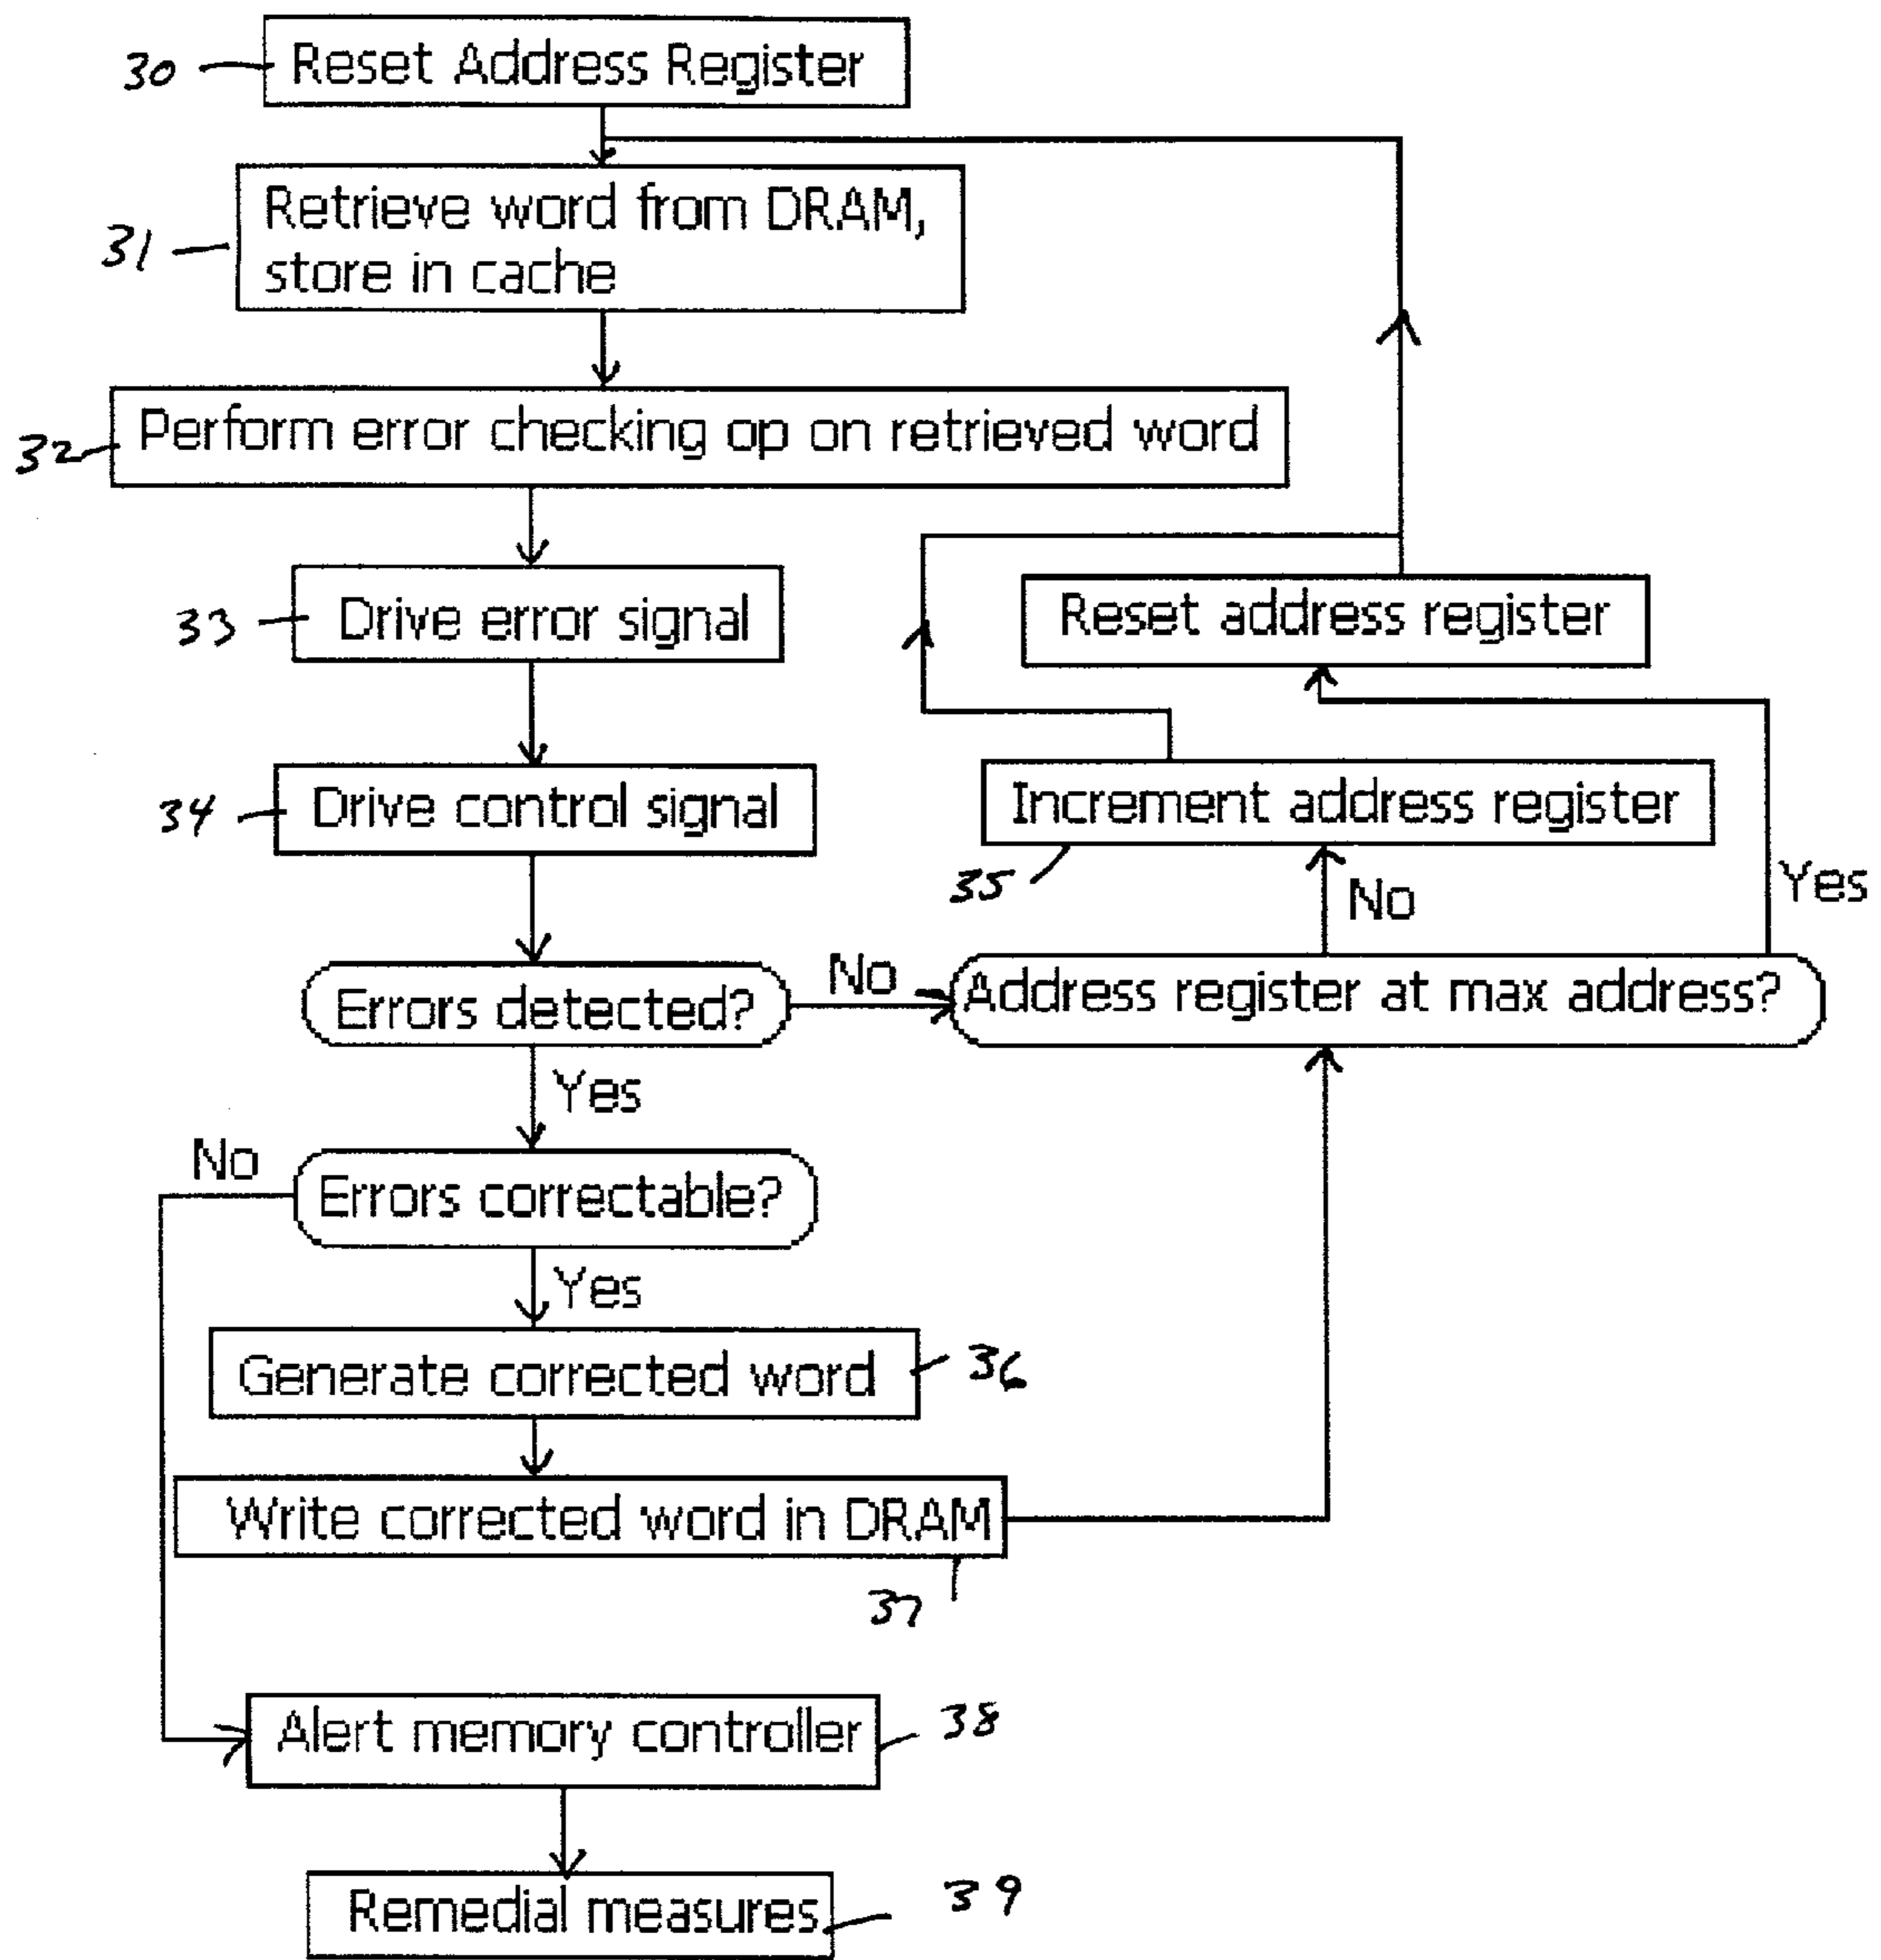 30
Reset Address Register
31
Retrieve word from DRAM,
store in cache
32
Perform error checking op on retrieved word
33
Drive error signal
Reset address register
34
Drive control signal
Increment address register
35
No
Yes
Errors detected?
No
Address register at max address?
Yes
No
Errors correctable?
Yes
Generate corrected word
36
Write corrected word in DRAM
37
Alert memory controller
38
Remedial measures
39